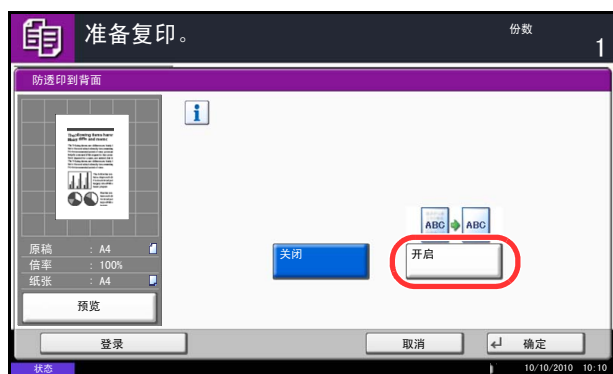 准备复印。
份数
1
防透印到背面
i
ABC
ABC
关闭
开启
原稿 : A4
倍率 : 100%
纸张 : A4
预览
登录
取消
确定
状态
10/10/2010 10:10